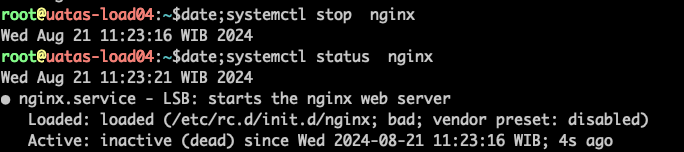 root@uatas-load04:~$date;systemctl stop  nginx
Wed Aug 21 11:23:16 WIB 2024
root@uatas-load04:~$date;systemctl status  nginx
Wed Aug 21 11:23:21 WIB 2024
● nginx.service - LSB: starts the nginx web server
   Loaded: loaded (/etc/rc.d/init.d/nginx; bad; vendor preset: disabled)
   Active: inactive (dead) since Wed 2024-08-21 11:23:16 WIB; 4s ago